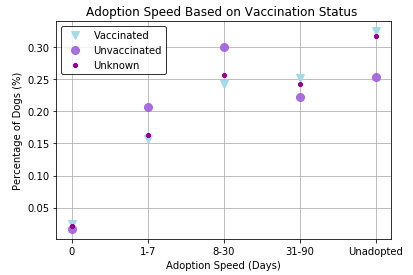 Adoption Speed Based on Vaccination Status
Vaccinated
Unvaccinated
Unknown
Percentage of Dogs (%)
0.30
0.25
0.20
0.15
0.10
0.05
0 1-7 8-30 31-90 Unadopted
Adoption Speed (Days)